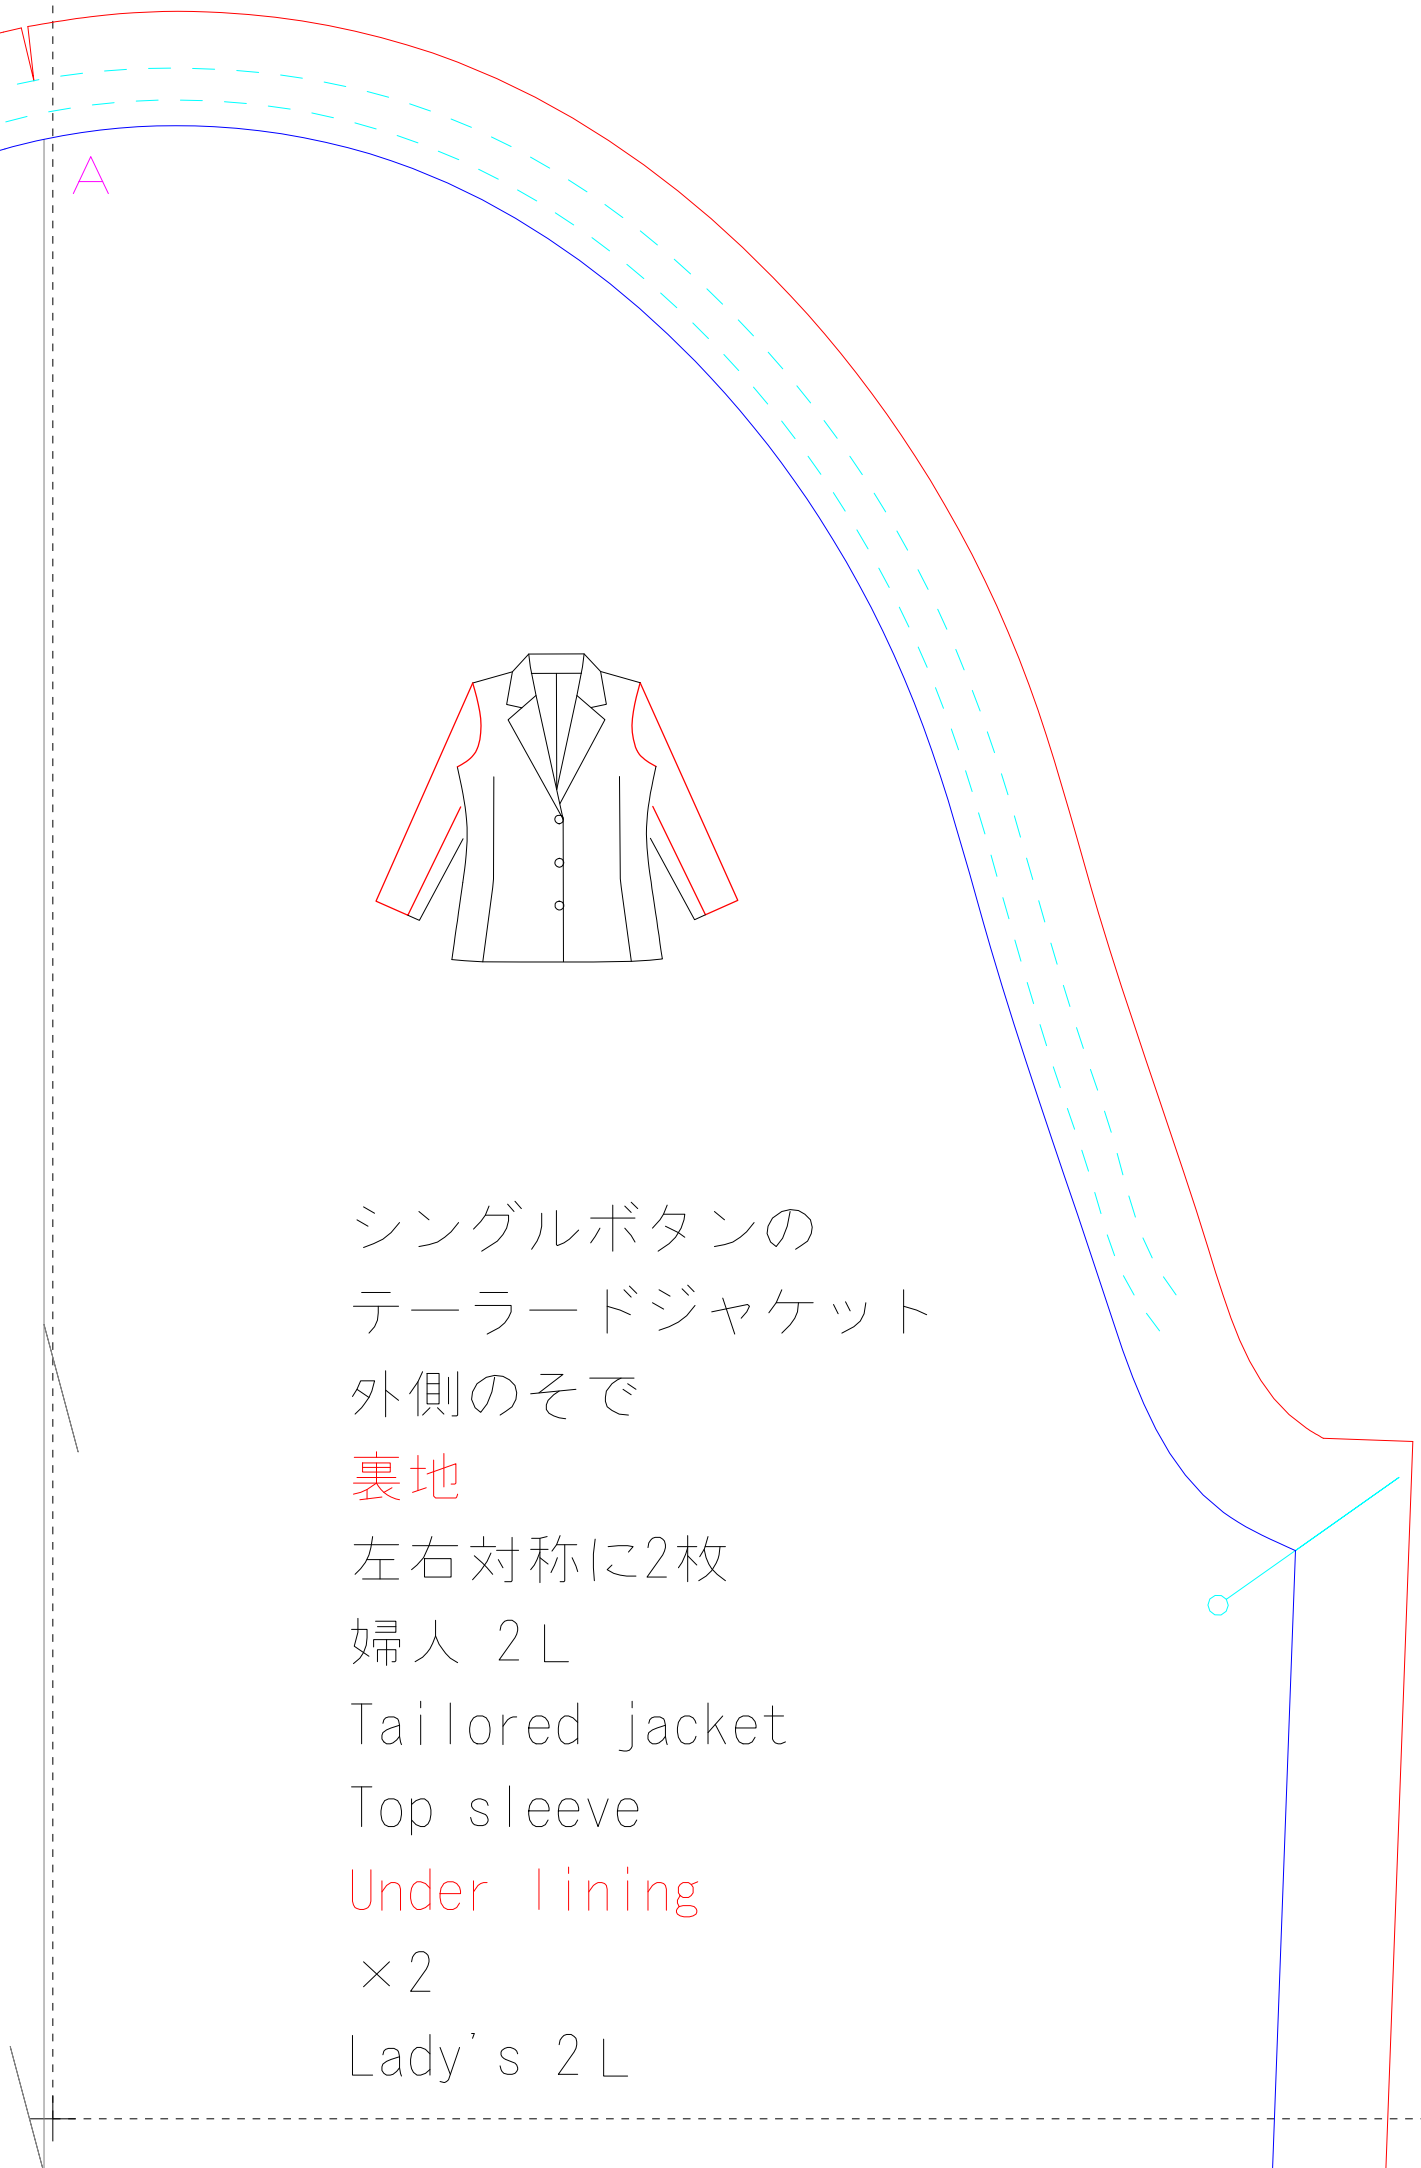 A
シングルボタンの
テーラードジャケット
外側のそで
裏地
左右対称に2枚
婦人 2L
Tailored jacket
Top sleeve
Under lining
×2
Lady's 2L